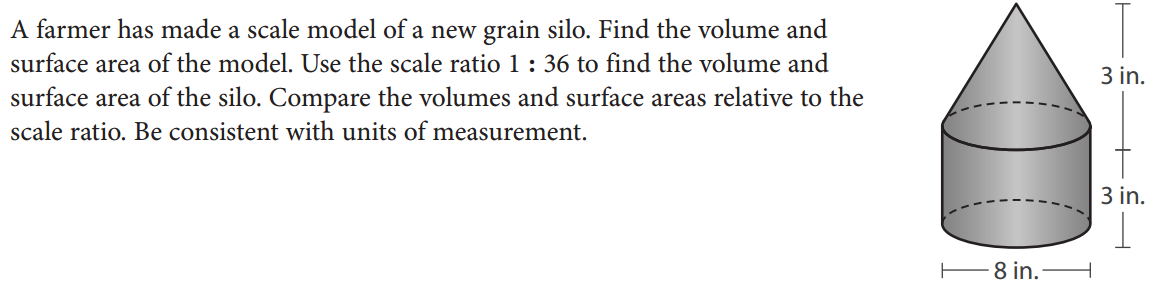 A farmer has made a scale model of a new grain silo. Find the volume and
surface area of the model. Use the scale ratio 1 : 36 to find the volume and
surface area of the silo. Compare the volumes and surface areas relative to the
scale ratio. Be consistent with units of measurement.
3 in.
3 in.
8 in.